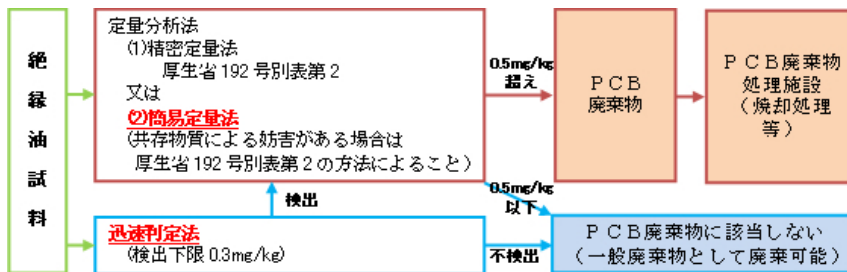 絶縁油試料
定量分析法
(1)精密定量法
厚生省192号別表第2
又は
(2)簡易定量法
(共存物質による妨害がある場合は
厚生省192号別表第2の方法によること)
0.5mg/kg
超え
PCB
廃棄物
PCB廃棄物
処理施設
(焼却処理
等)
検出
0.5mg/kg
以下
迅速判定法
(検出下限0.3mg/kg)
不検出
PCB廃棄物に該当しない
(一般廃棄物として廃棄可能)